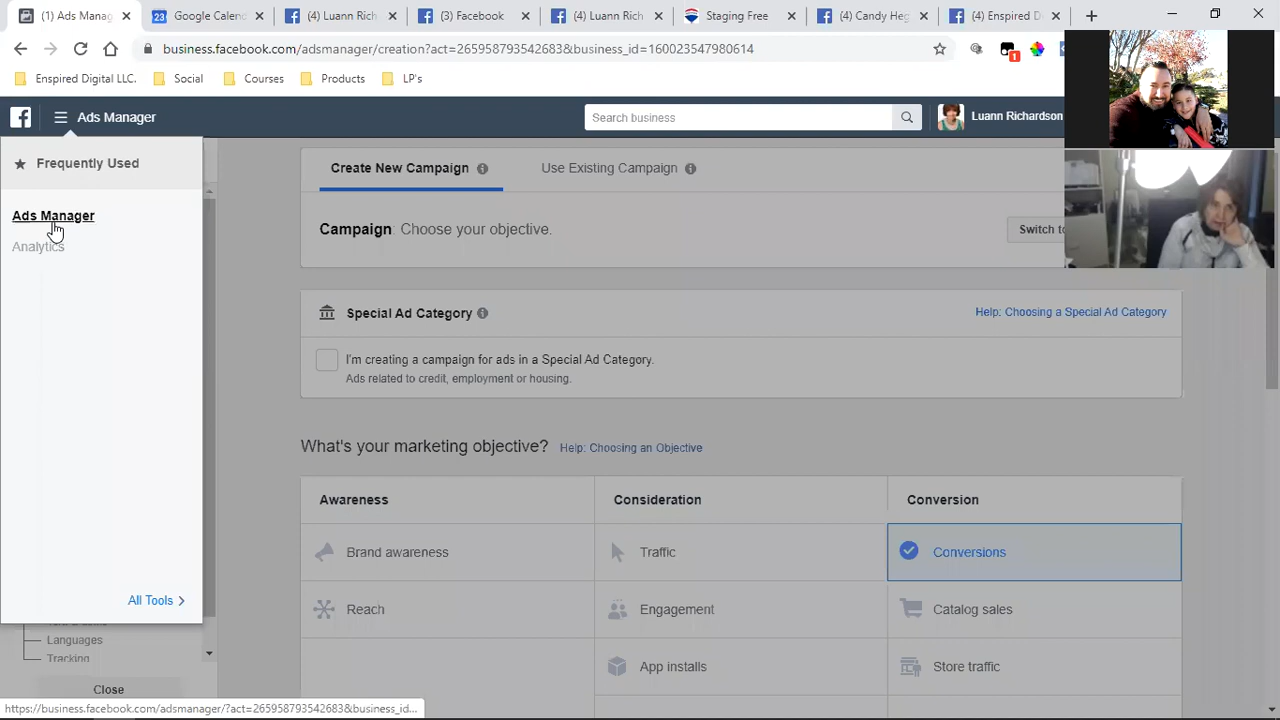 (1) Ads Manager
Google Calend
(4) Luann Rich
(3) Facebook
(4) Luann Rich
Staging Free
(4) Candy Heg
(4) Enspired D
business.facebook.com/adsmanager/creation?act=265958793542683&business_id=160023547980614
1
Enspired Digital LLC.
Social
Courses
Products
LP's
Ads Manager
Search business
Luann Richardson
Frequently Used
Ads Manager
Analytics
All Tools
Languages
Tracking
Close
Create New Campaign
Use Existing Campaign
Campaign: Choose your objective.
Switch to
Special Ad Category
Help: Choosing a Special Ad Category
I'm creating a campaign for ads in a Special Ad Category.
Ads related to credit, employment or housing.
What's your marketing objective?
Help: Choosing an Objective
Awareness
Consideration
Conversion
Brand awareness
Traffic
Conversions
Reach
Engagement
Catalog sales
App installs
Store traffic
https://business.facebook.com/adsmanager/?act=265958793542683&business_id...